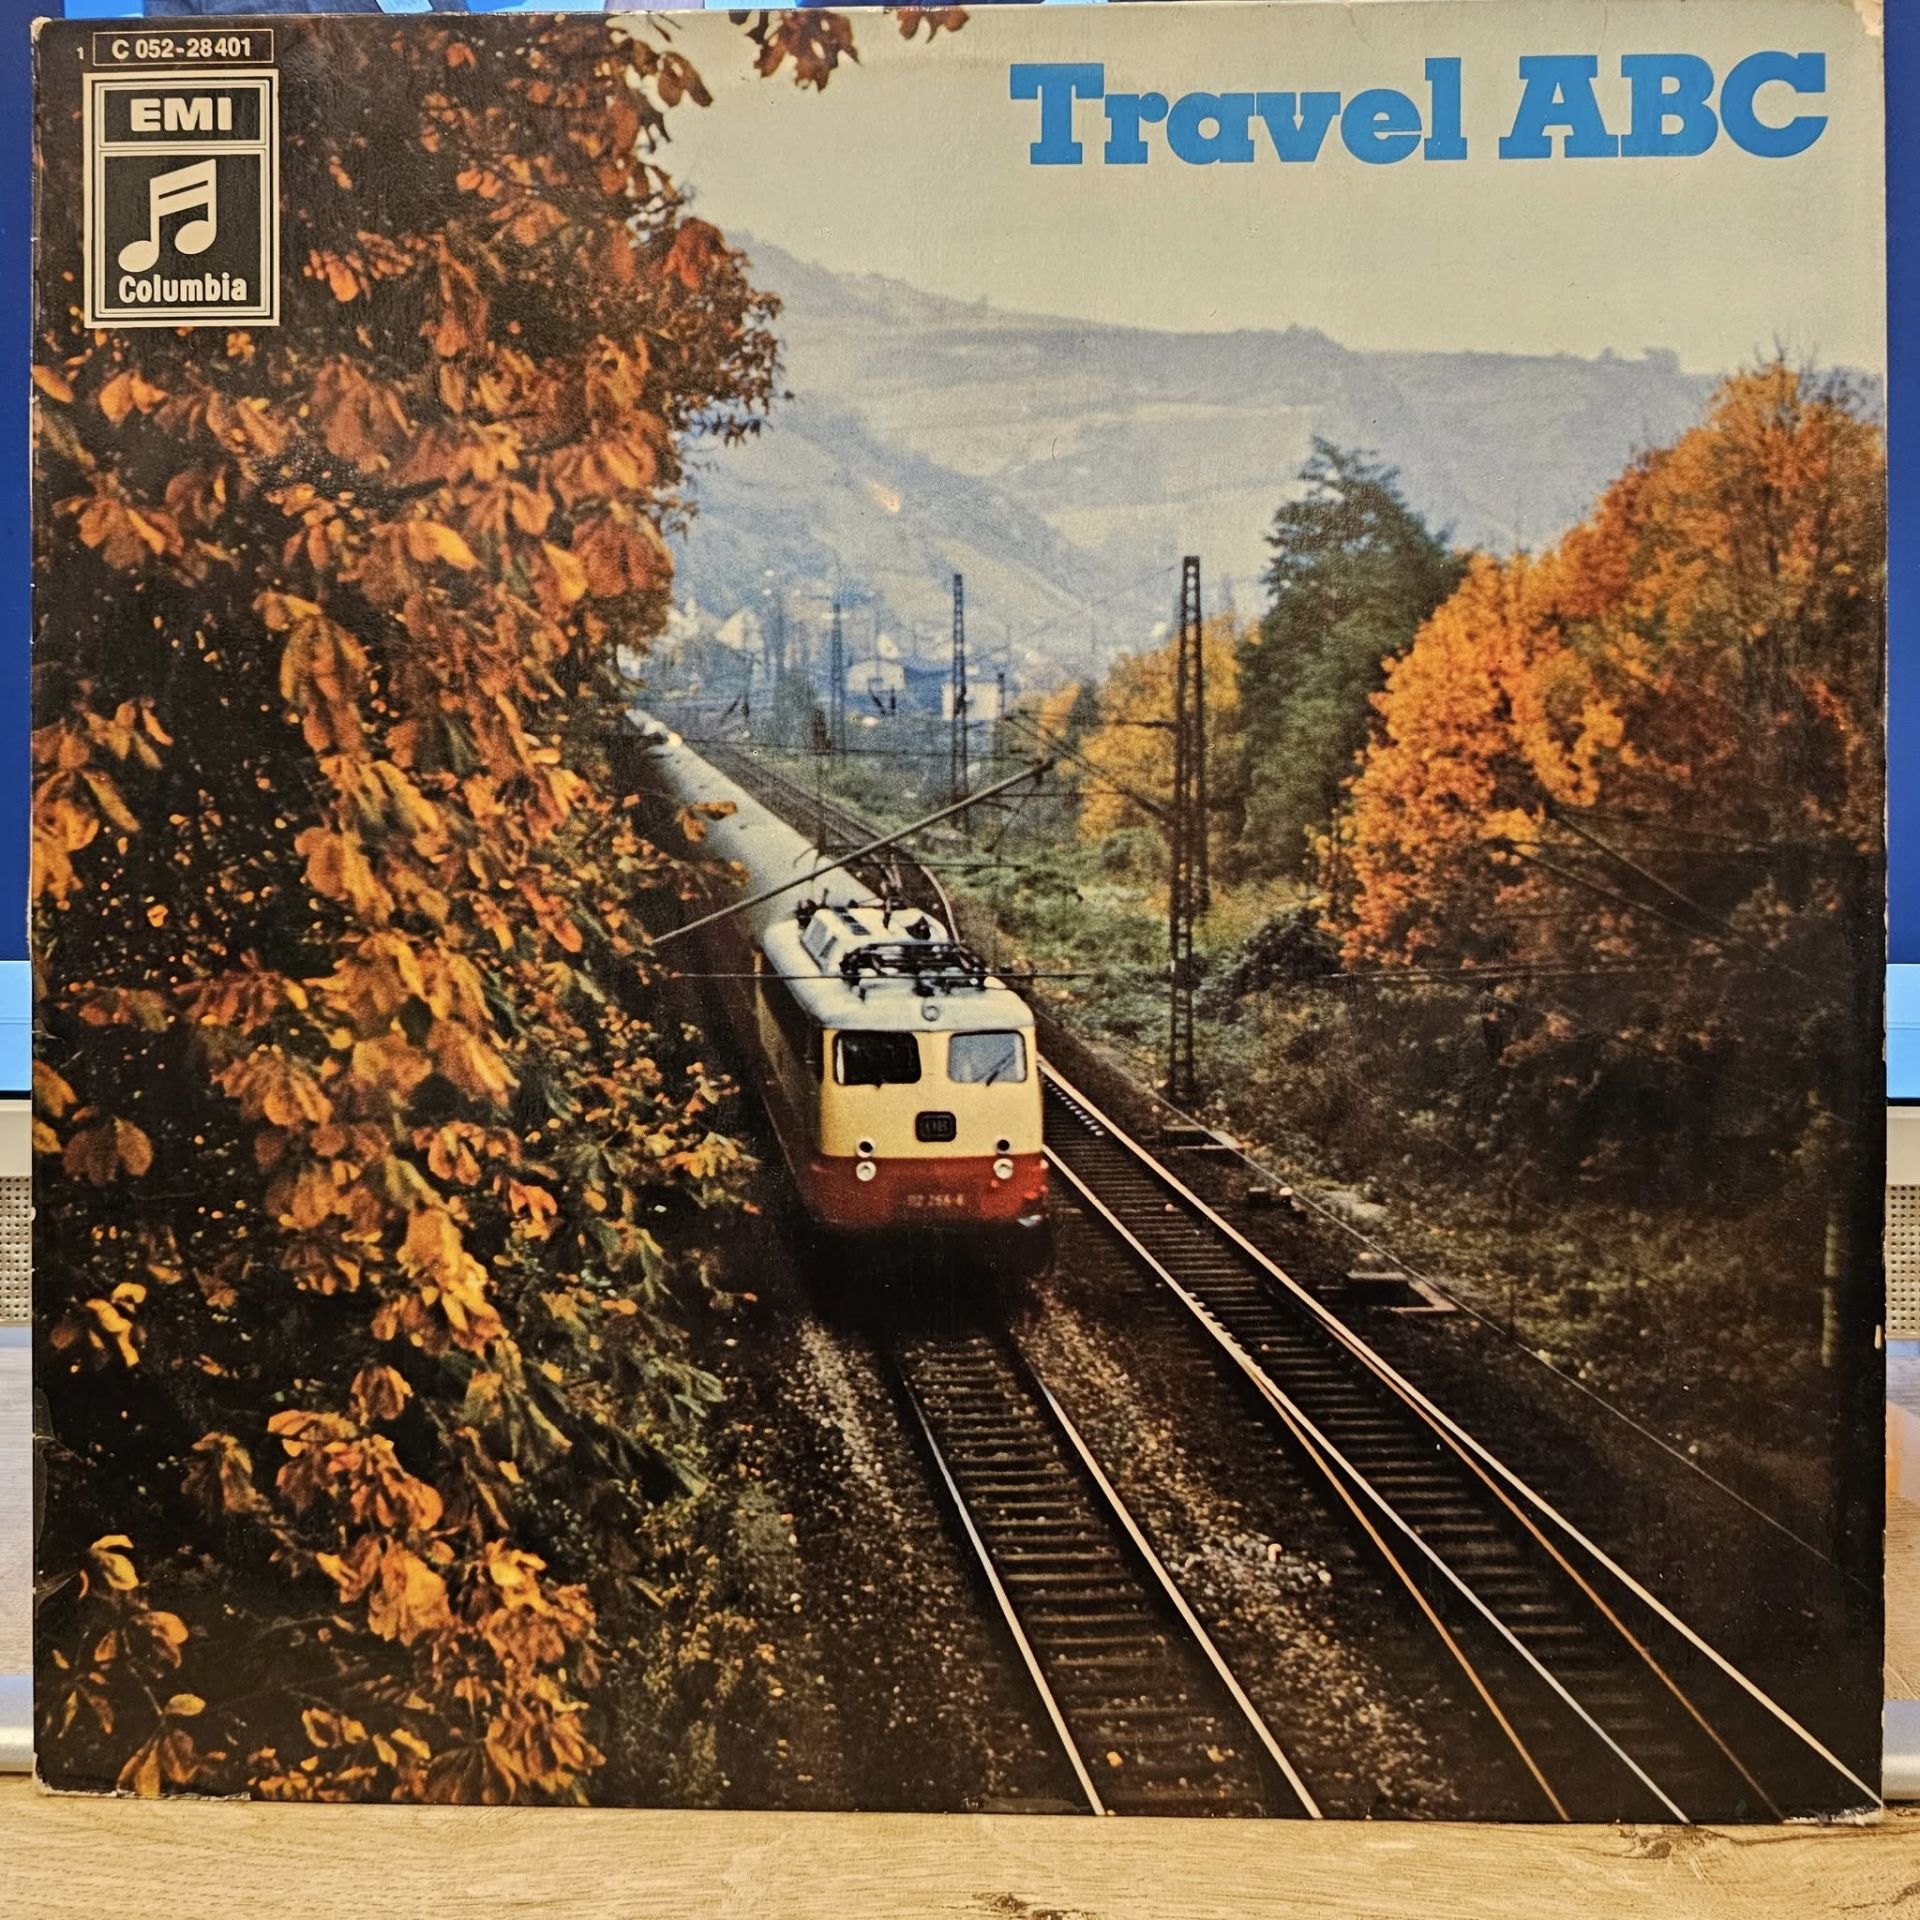 1 C 052-28401
EMI
Columbia
Travel ABC
DB